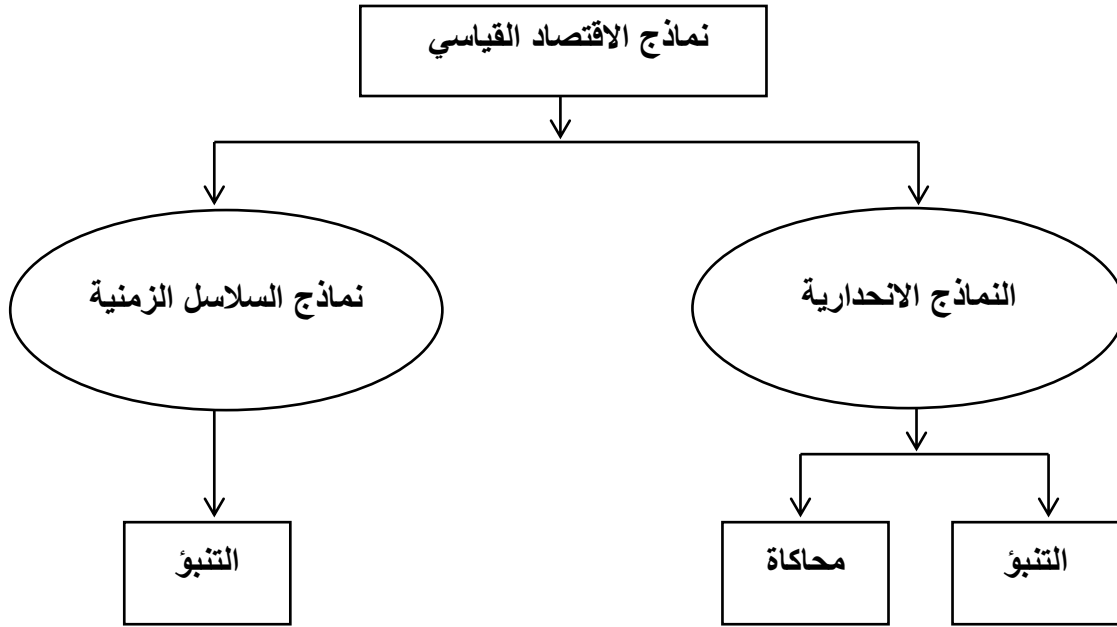 نماذج الاقتصاد القياسي
النماذج الانحدارية
نماذج السلاسل الزمنية
التنبؤ
محاكاة
التنبؤ